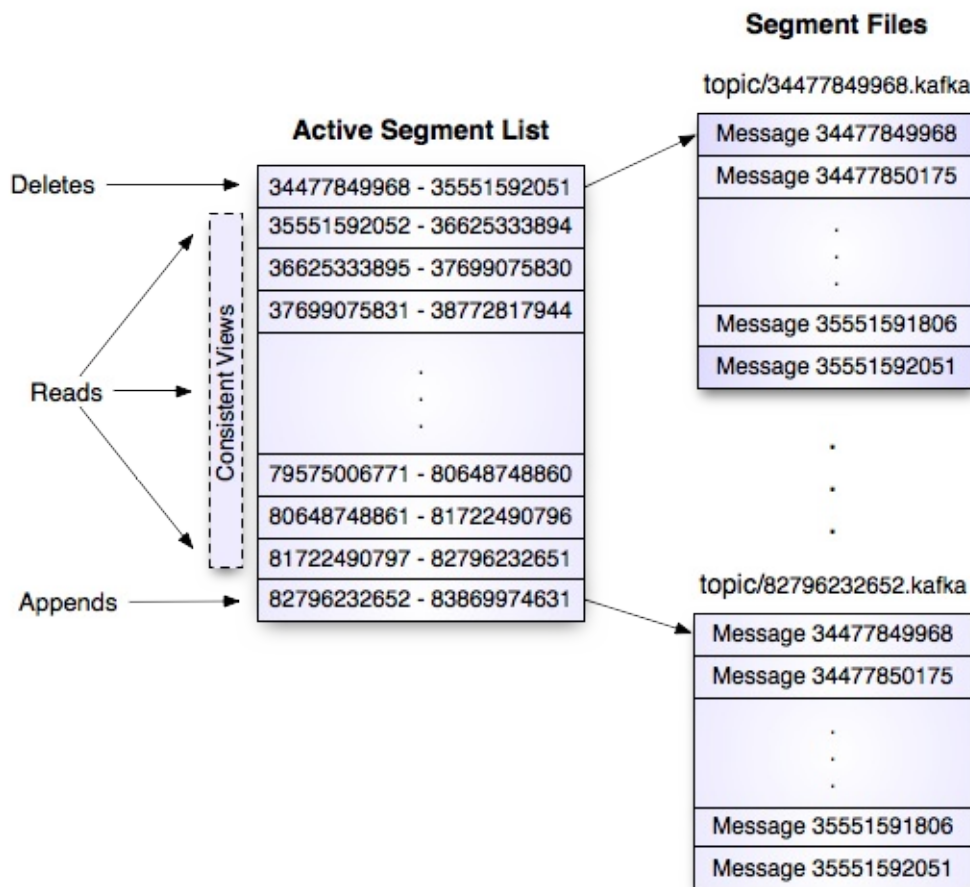 Segment Files
topic/34477849968.kafka
Message 34477849968
Message 34477850175
.
.
.
Message 35551591806
Message 35551592051
Active Segment List
34477849968 - 35551592051
35551592052 - 36625333894
36625333895 - 37699075830
37699075831 - 38772817944
.
.
.
79575006771 - 80648748860
80648748861 - 81722490796
81722490797 - 82796232651
82796232652 - 83869974631
Deletes
Reads
Appends
Consistent Views
.
.
.
topic/82796232652.kafka
Message 34477849968
Message 34477850175
.
.
.
Message 35551591806
Message 35551592051